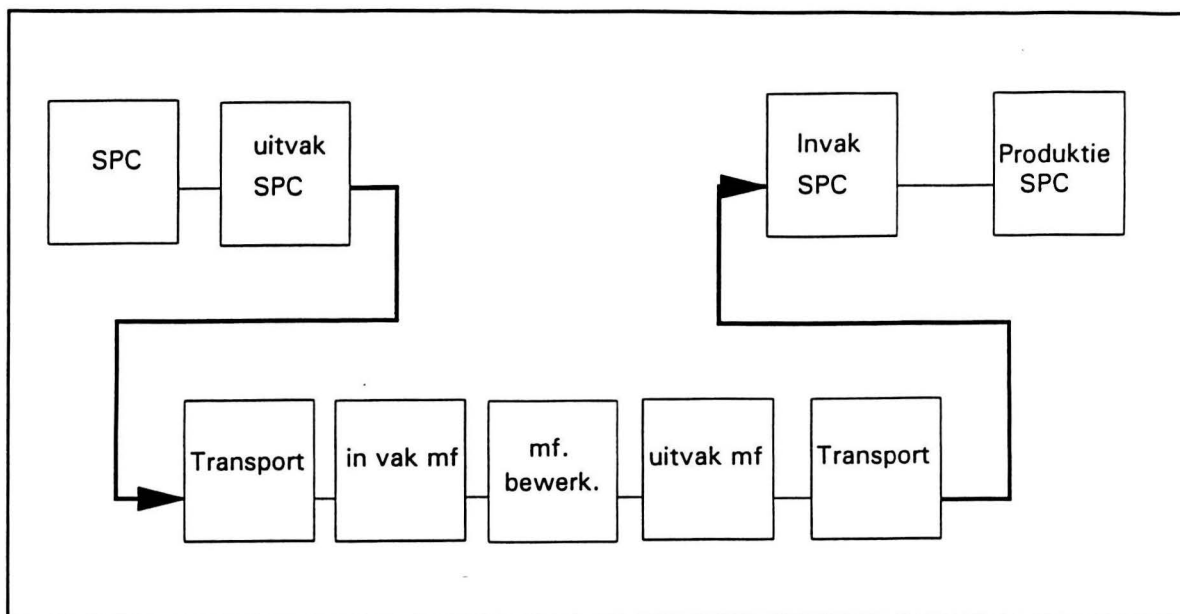 SPC
uitvak
SPC
Invak
SPC
Produktie
SPC
Transport
in vak mf
mf.
bewerk.
uitvak mf
Transport